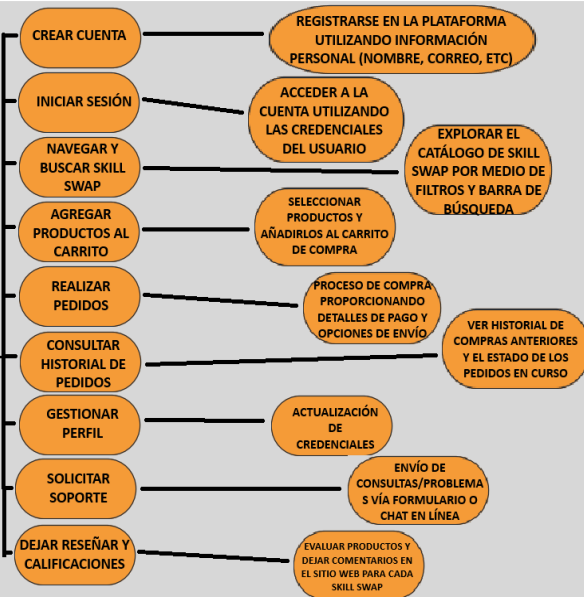 CREAR CUENTA
REGISTRARSE EN LA PLATAFORMA
UTILIZANDO INFORMACIÓN
PERSONAL (NOMBRE, CORREO, ETC)
INICIAR SESIÓN
ACCEDER A LA
CUENTA UTILIZANDO
LAS CREDENCIALES
DEL USUARIO
NAVEGAR Y
BUSCAR SKILL
SWAP
EXPLORAR EL
CATÁLOGO DE SKILL
SWAP POR MEDIO DE
FILTROS Y BARRA DE
BÚSQUEDA
AGREGAR
PRODUCTOS AL
CARRITO
SELECCIONAR
PRODUCTOS Y
AÑADIRLOS AL CARRITO
DE COMPRA
REALIZAR
PEDIDOS
PROCESO DE COMPRA
PROPORCIONANDO
DETALLES DE PAGO Y
OPCIONES DE ENVÍO
CONSULTAR
HISTORIAL DE
PEDIDOS
VER HISTORIAL DE
COMPRAS ANTERIORES
Y EL ESTADO DE LOS
PEDIDOS EN CURSO
GESTIONAR
PERFIL
ACTUALIZACIÓN
DE
CREDENCIALES
SOLICITAR
SOPORTE
ENVÍO DE
CONSULTAS/PROBLEMA
S VÍA FORMULARIO O
CHAT EN LÍNEA
DEJAR RESEÑAR Y
CALIFICACIONES
EVALUAR PRODUCTOS Y
DEJAR COMENTARIOS EN
EL SITIO WEB PARA CADA
SKILL SWAP